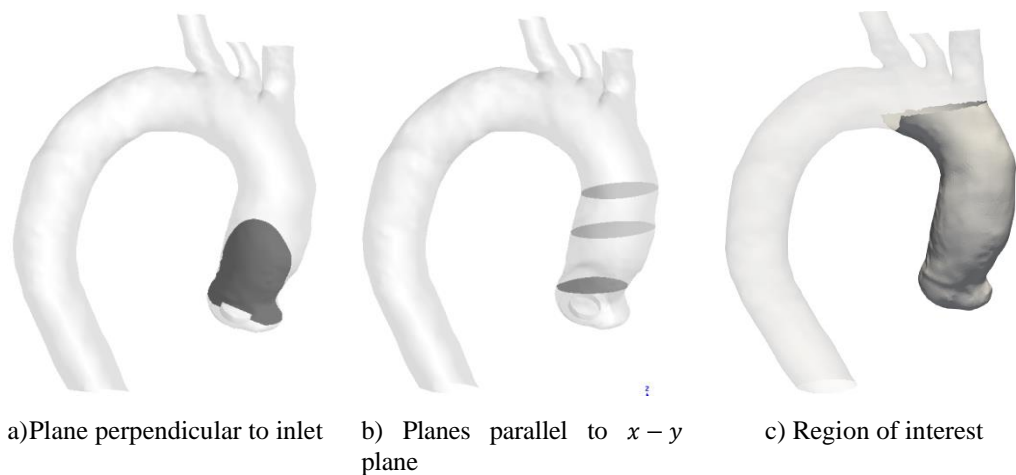 z
a)Plane perpendicular to inlet
b) Planes parallel to x − y
plane
c) Region of interest